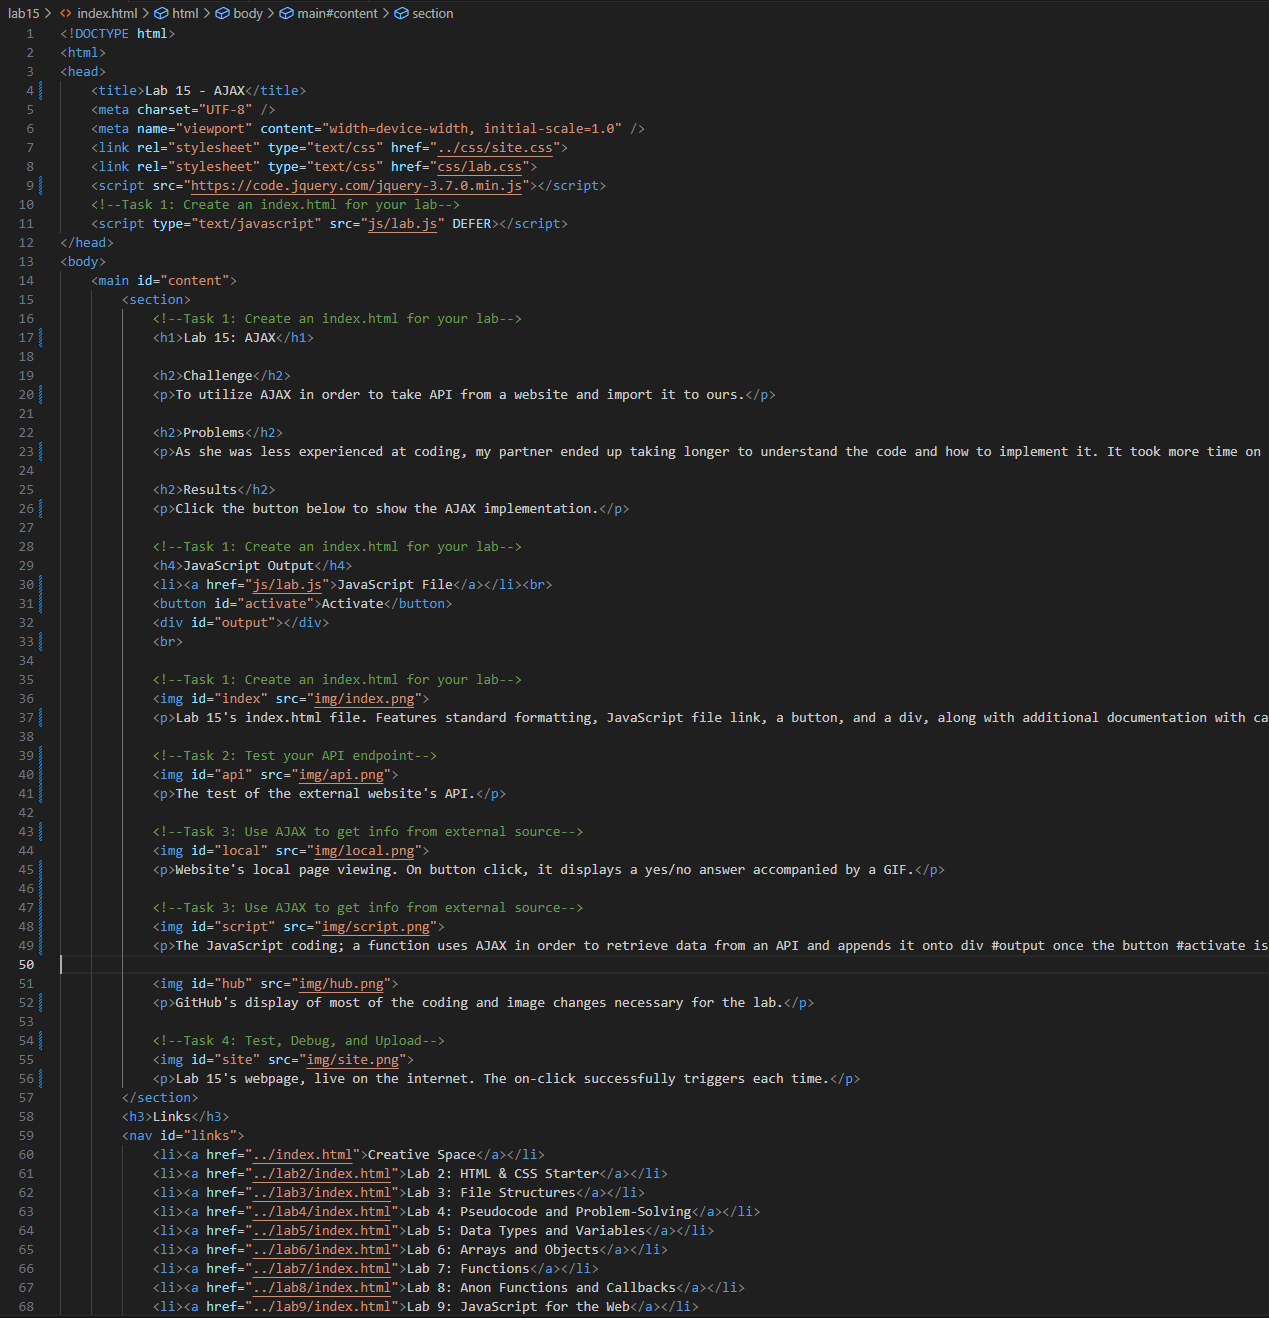 lab15 > <> index.html > html > body > main#content > section
1 <!DOCTYPE html>
2 <html>
3 <head>
4 <title>Lab 15 - AJAX</title>
5 <meta charset="UTF-8" />
6 <meta name="viewport" content="width=device-width, initial-scale=1.0" />
7 <link rel="stylesheet" type="text/css" href="../css/site.css">
8 <link rel="stylesheet" type="text/css" href="css/lab.css">
9 <script src="https://code.jquery.com/jquery-3.7.0.min.js"></script>
10 <!--Task 1: Create an index.html for your lab-->
11 <script type="text/javascript" src="js/lab.js" DEFER></script>
12 </head>
13 <body>
14 <main id="content">
15 <section>
16 <!--Task 1: Create an index.html for your lab-->
17 <h1>Lab 15: AJAX</h1>
18
19 <h2>Challenge</h2>
20 <p>To utilize AJAX in order to take API from a website and import it to ours.</p>
21
22 <h2>Problems</h2>
23 <p>As she was less experienced at coding, my partner ended up taking longer to understand the code and how to implement it. It took more time on
24
25 <h2>Results</h2>
26 <p>Click the button below to show the AJAX implementation.</p>
27
28 <!--Task 1: Create an index.html for your lab-->
29 <h4>JavaScript Output</h4>
30 <li><a href="js/lab.js">JavaScript File</a></li><br>
31 <button id="activate">Activate</button>
32 <div id="output"></div>
33 <br>
34
35 <!--Task 1: Create an index.html for your lab-->
36 <img id="index" src="img/index.png">
37 <p>Lab 15's index.html file. Features standard formatting, JavaScript file link, a button, and a div, along with additional documentation with ca
38
39 <!--Task 2: Test your API endpoint-->
40 <img id="api" src="img/api.png">
41 <p>The test of the external website's API.</p>
42
43 <!--Task 3: Use AJAX to get info from external source-->
44 <img id="local" src="img/local.png">
45 <p>Website's local page viewing. On button click, it displays a yes/no answer accompanied by a GIF.</p>
46
47 <!--Task 3: Use AJAX to get info from external source-->
48 <img id="script" src="img/script.png">
49 <p>The JavaScript coding; a function uses AJAX in order to retrieve data from an API and appends it onto div #output once the button #activate is
50
51 <img id="hub" src="img/hub.png">
52 <p>GitHub's display of most of the coding and image changes necessary for the lab.</p>
53
54 <!--Task 4: Test, Debug, and Upload-->
55 <img id="site" src="img/site.png">
56 <p>Lab 15's webpage, live on the internet. The on-click successfully triggers each time.</p>
57 </section>
58 <h3>Links</h3>
59 <nav id="links">
60 <li><a href="../index.html">Creative Space</a></li>
61 <li><a href="../lab2/index.html">Lab 2: HTML & CSS Starter</a></li>
62 <li><a href="../lab3/index.html">Lab 3: File Structures</a></li>
63 <li><a href="../lab4/index.html">Lab 4: Pseudocode and Problem-Solving</a></li>
64 <li><a href="../lab5/index.html">Lab 5: Data Types and Variables</a></li>
65 <li><a href="../lab6/index.html">Lab 6: Arrays and Objects</a></li>
66 <li><a href="../lab7/index.html">Lab 7: Functions</a></li>
67 <li><a href="../lab8/index.html">Lab 8: Anon Functions and Callbacks</a></li>
68 <li><a href="../lab9/index.html">Lab 9: JavaScript for the Web</a></li>